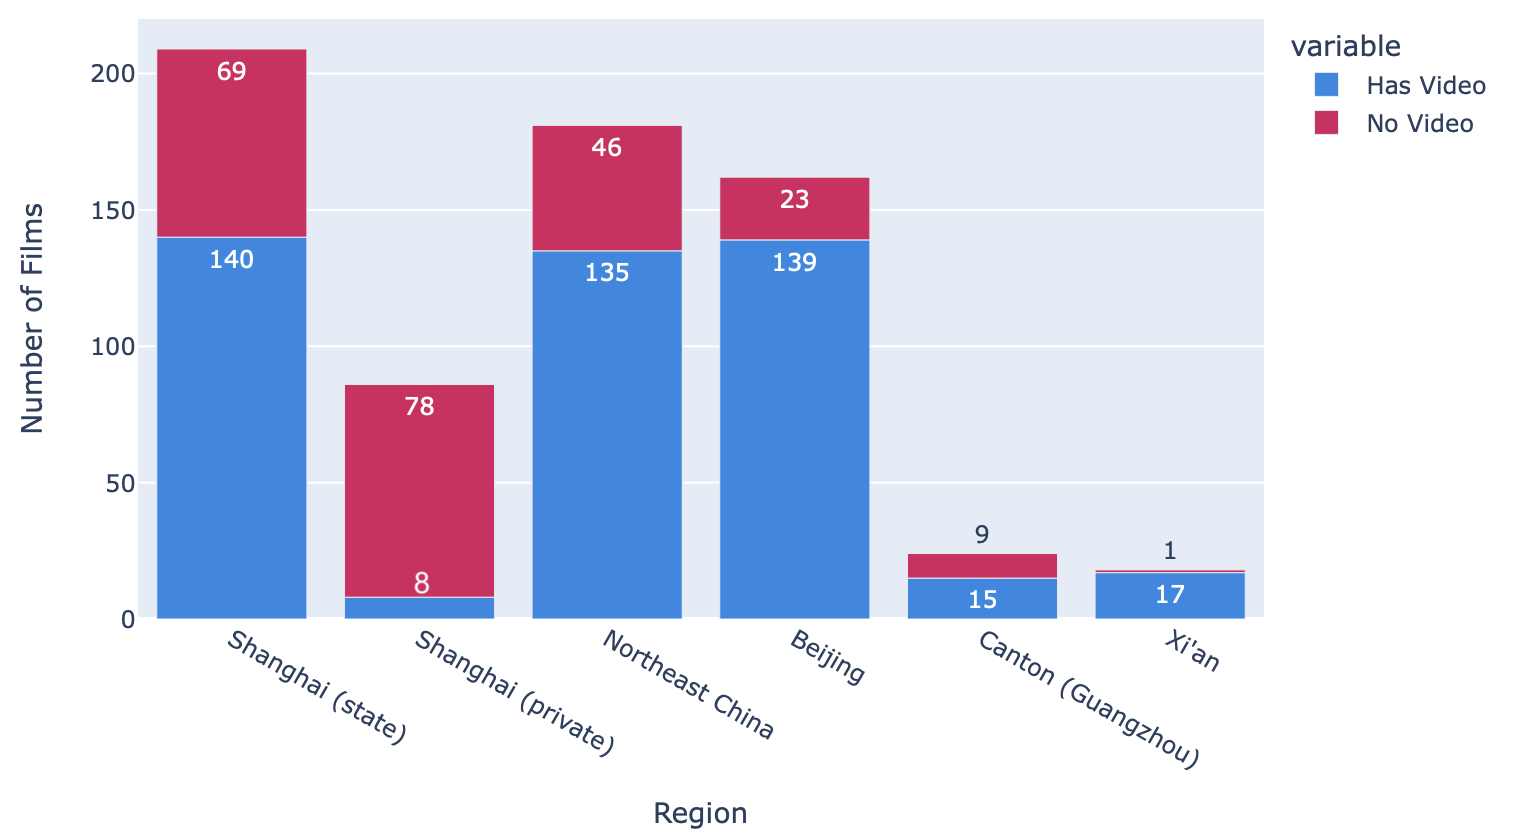 variable
Has Video
No Video
Number of Films
200
150
100
50
0
69
140
78
8
46
135
23
139
9
15
1
17
Shanghai (state)
Shanghai (private)
Northeast China
Beijing
Canton (Guangzhou)
Xi'an
Region